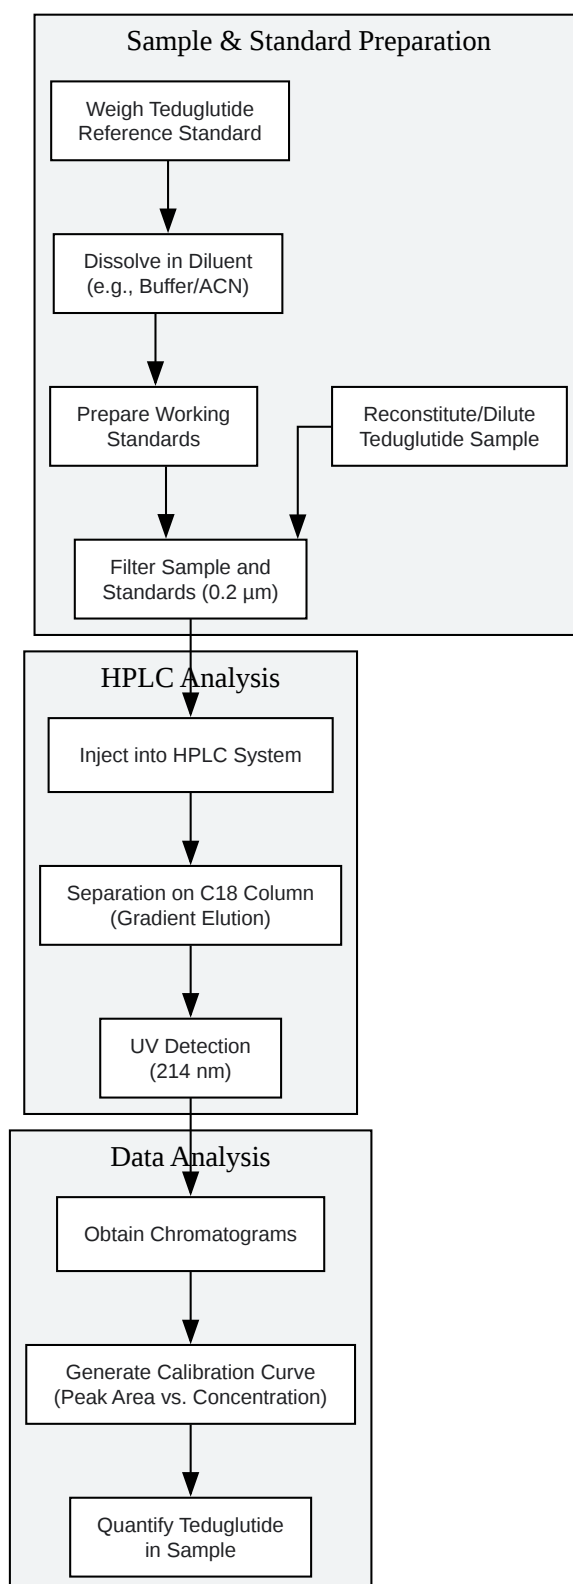 Sample & Standard Preparation
Weigh Teduglutide
Reference Standard
Dissolve in Diluent
(e.g., Buffer/ACN)
Prepare Working
Standards
Reconstitute/Dilute
Teduglutide Sample
Filter Sample and
Standards (0.2 µm)
HPLC Analysis
Inject into HPLC System
Separation on C18 Column
(Gradient Elution)
UV Detection
(214 nm)
Data Analysis
Obtain Chromatograms
Generate Calibration Curve
(Peak Area vs. Concentration)
Quantify Teduglutide
in Sample